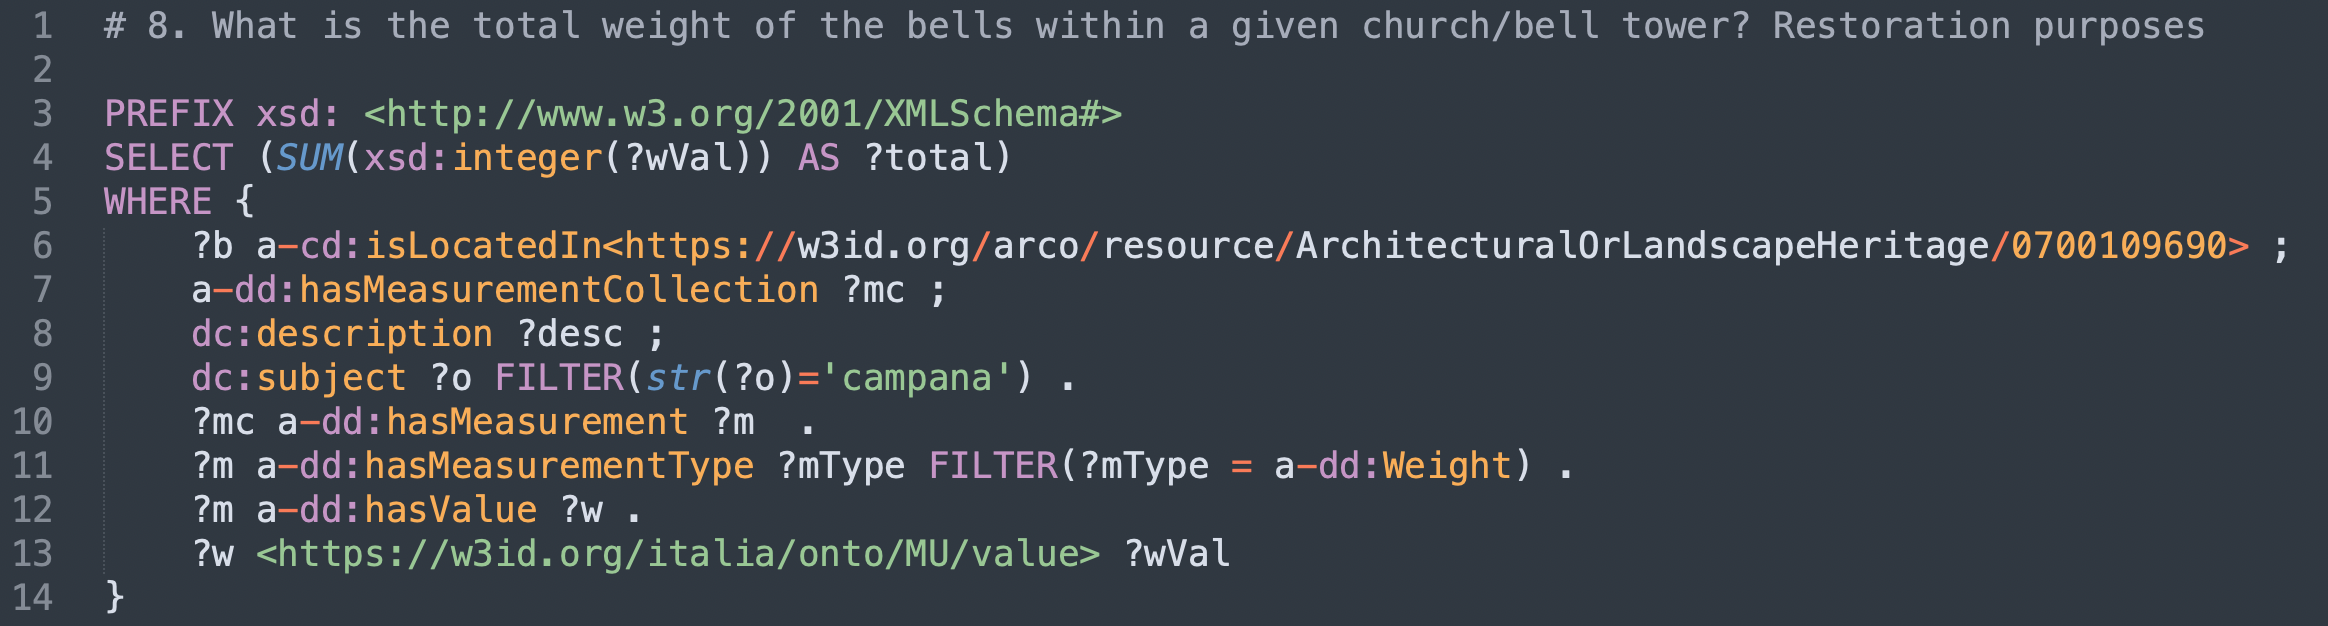 1 # 8. What is the total weight of the bells within a given church/bell tower? Restoration purposes
2
3 PREFIX xsd: <http://www.w3.org/2001/XMLSchema#>
4 SELECT (SUM(xsd:integer(?wVal)) AS ?total)
5 WHERE {
6 ?b a-cd:isLocatedIn<https://w3id.org/arco/resource/ArchitecturalOrLandscapeHeritage/0700109690> ;
7 a-dd:hasMeasurementCollection ?mc ;
8 dc:description ?desc ;
9 dc:subject ?o FILTER(str(?o)='campana') .
10 ?mc a-dd:hasMeasurement ?m  .
11 ?m a-dd:hasMeasurementType ?mType FILTER(?mType = a-dd:Weight) .
12 ?m a-dd:hasValue ?w .
13 ?w <https://w3id.org/italia/onto/MU/value> ?wVal
14 }